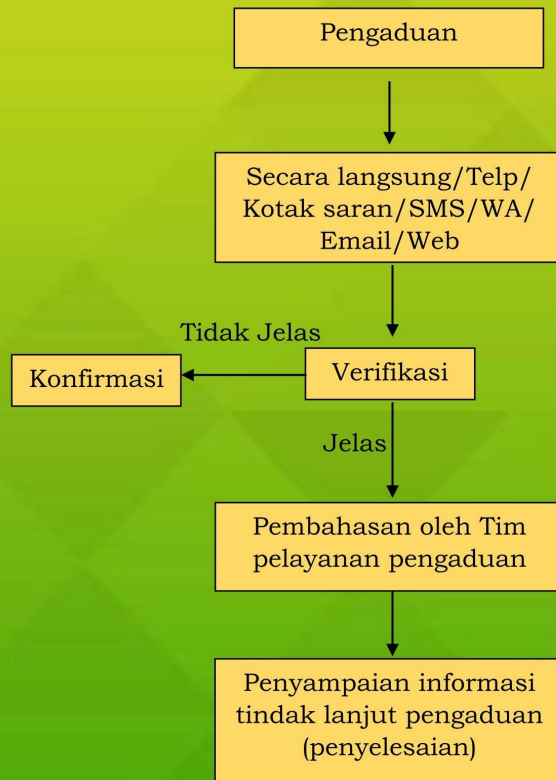 Pengaduan
Secara langsung/Telp/
Kotak saran/SMS/WA/
Email/Web
Tidak Jelas
Konfirmasi
Verifikasi
Jelas
Pembahasan oleh Tim
pelayanan pengaduan
Penyampaian informasi
tindak lanjut pengaduan
(penyelesaian)